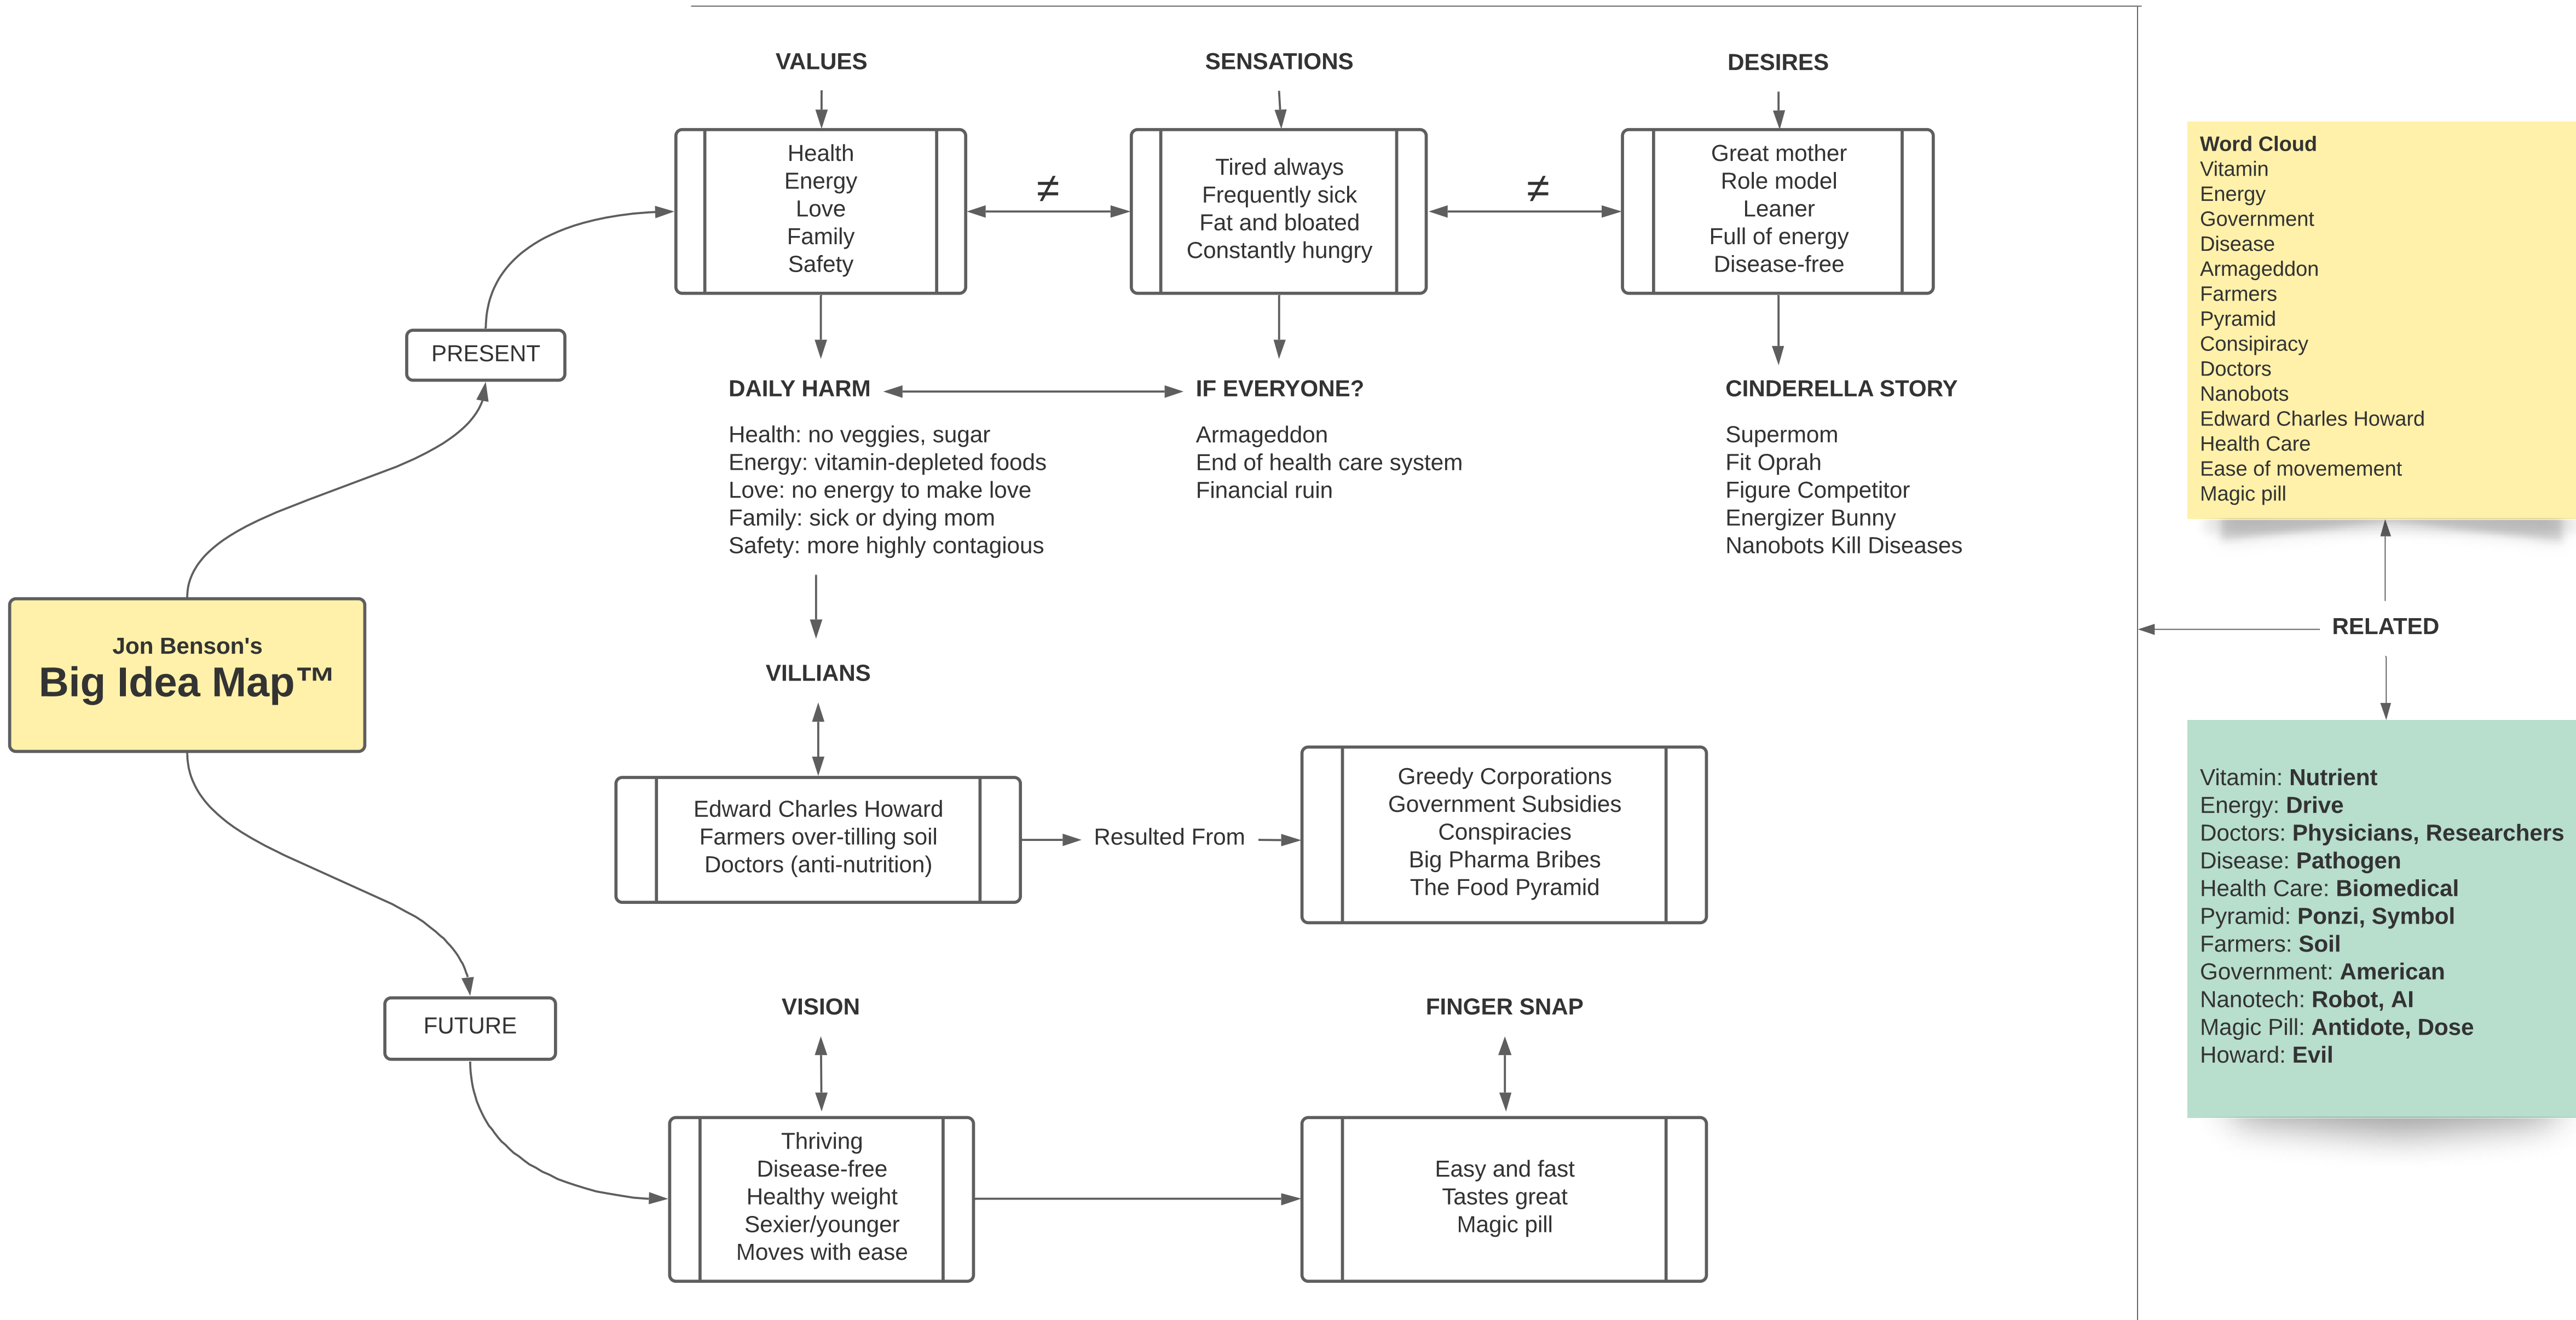 VALUES
SENSATIONS
DESIRES
Health
Energy
Love
Family
Safety
≠
Tired always
Frequently sick
Fat and bloated
Constantly hungry
≠
Great mother
Role model
Leaner
Full of energy
Disease-free
PRESENT
DAILY HARM
Health: no veggies, sugar
Energy: vitamin-depleted foods
Love: no energy to make love
Family: sick or dying mom
Safety: more highly contagious
IF EVERYONE?
Armageddon
End of health care system
Financial ruin
CINDERELLA STORY
Supermom
Fit Oprah
Figure Competitor
Energizer Bunny
Nanobots Kill Diseases
Jon Benson's
Big Idea Map™
VILLIANS
Edward Charles Howard
Farmers over-tilling soil
Doctors (anti-nutrition)
Resulted From
Greedy Corporations
Government Subsidies
Conspiracies
Big Pharma Bribes
The Food Pyramid
FUTURE
VISION
FINGER SNAP
Thriving
Disease-free
Healthy weight
Sexier/younger
Moves with ease
Easy and fast
Tastes great
Magic pill
Word Cloud
Vitamin
Energy
Government
Disease
Armageddon
Farmers
Pyramid
Consipiracy
Doctors
Nanobots
Edward Charles Howard
Health Care
Ease of movemement
Magic pill
RELATED
Vitamin: Nutrient
Energy: Drive
Doctors: Physicians, Researchers
Disease: Pathogen
Health Care: Biomedical
Pyramid: Ponzi, Symbol
Farmers: Soil
Government: American
Nanotech: Robot, AI
Magic Pill: Antidote, Dose
Howard: Evil